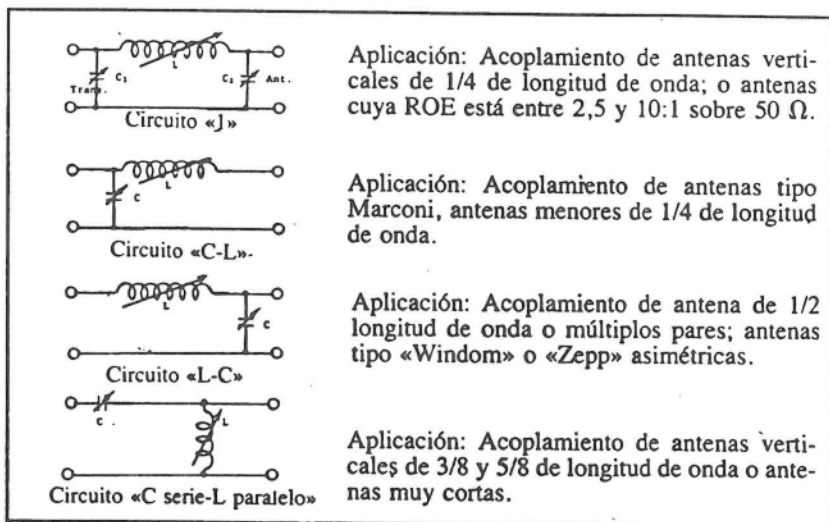 L
C₁
C₂
Trans.
Ant.
Circuito «J»
Aplicación: Acoplamiento de antenas verti-
cales de 1/4 de longitud de onda; o antenas
cuya ROE está entre 2,5 y 10:1 sobre 50 Ω.
L
C
Circuito «C-L».
Aplicación: Acoplamiento de antenas tipo
Marconi, antenas menores de 1/4 de longitud
de onda.
L
C
Circuito «L-C»
Aplicación: Acoplamiento de antena de 1/2
longitud de onda o múltiplos pares; antenas
tipo «Windom» o «Zepp» asimétricas.
C.
L
Circuito «C serie-L paralelo»
Aplicación: Acoplamiento de antenas verti-
cales de 3/8 y 5/8 de longitud de onda o ante-
nas muy cortas.